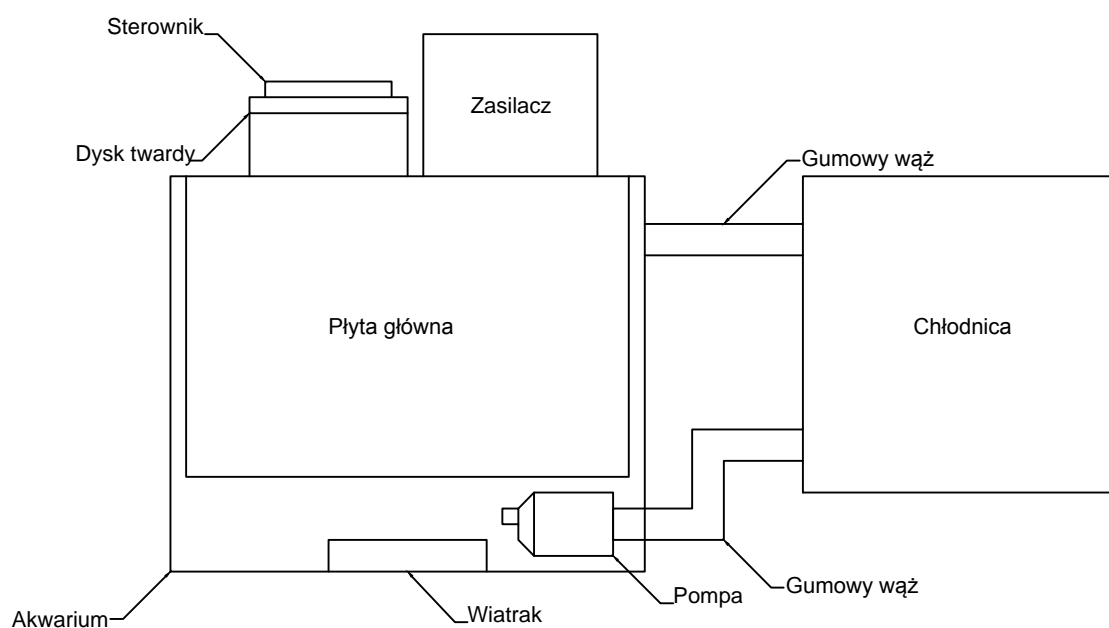 Sterownik
Zasilacz
Dysk twardy
Gumowy wąż
Płyta główna
Chłodnica
Gumowy wąż
Pompa
Wiatrak
Akwarium